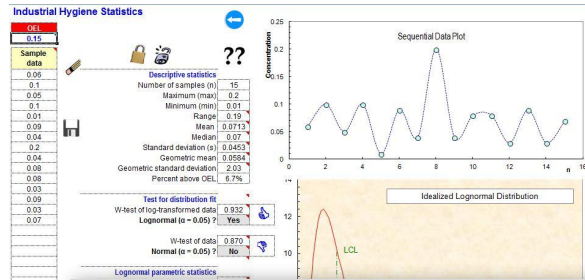 Industrial Hygiene Statistics
OEL
0.15
Sample
data
0.06
0.1
0.05
0.1
0.01
0.09
0.04
0.2
0.04
0.08
0.08
0.03
0.09
0.03
0.07
??
Descriptive statistics
Number of samples (n) 15
Maximum (max) 0.2
Minimum (min) 0.01
Range 0.19
Mean 0.0713
Median 0.07
Standard deviation (s) 0.0453
Geometric mean 0.0584
Geometric standard deviation 2.03
Percent above OEL 6.7%
Test for distribution fit
W-test of log-transformed data 0.932
Lognormal (α = 0.05) ? Yes
W-test of data 0.870
Normal (α = 0.05) ? No
Lognormal parametric statistics
Sequential Data Plot
Concentration
0.25
0.2
0.15
0.1
0.05
0
0 2 4 6 8 10 12 14 16
n
Idealized Lognormal Distribution
14
12
10
LCL